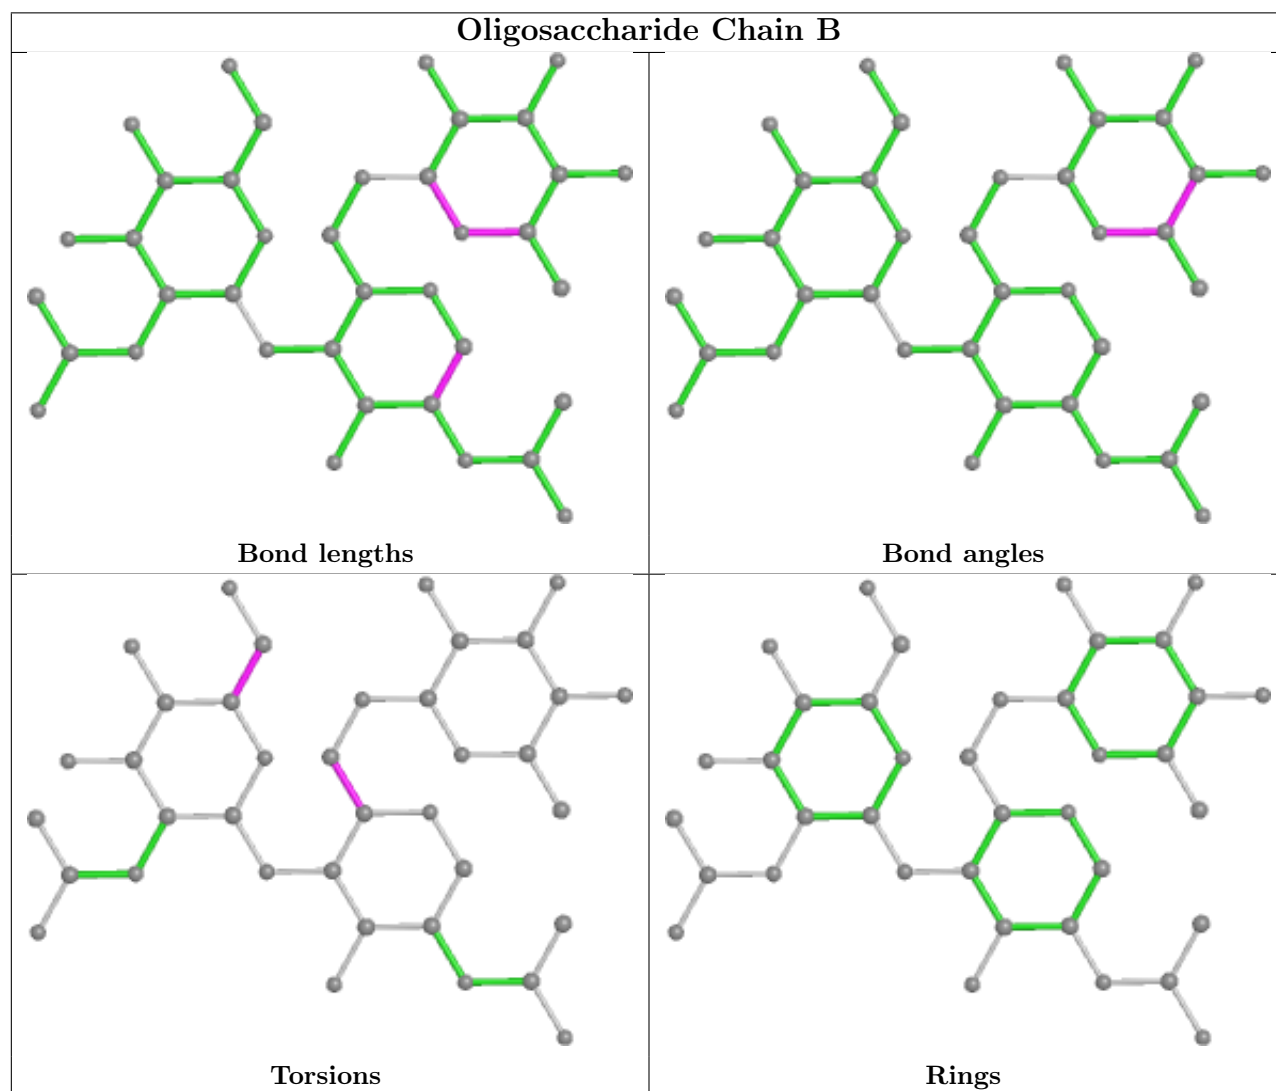 Oligosaccharide Chain B
Bond lengths
Bond angles
Torsions
Rings